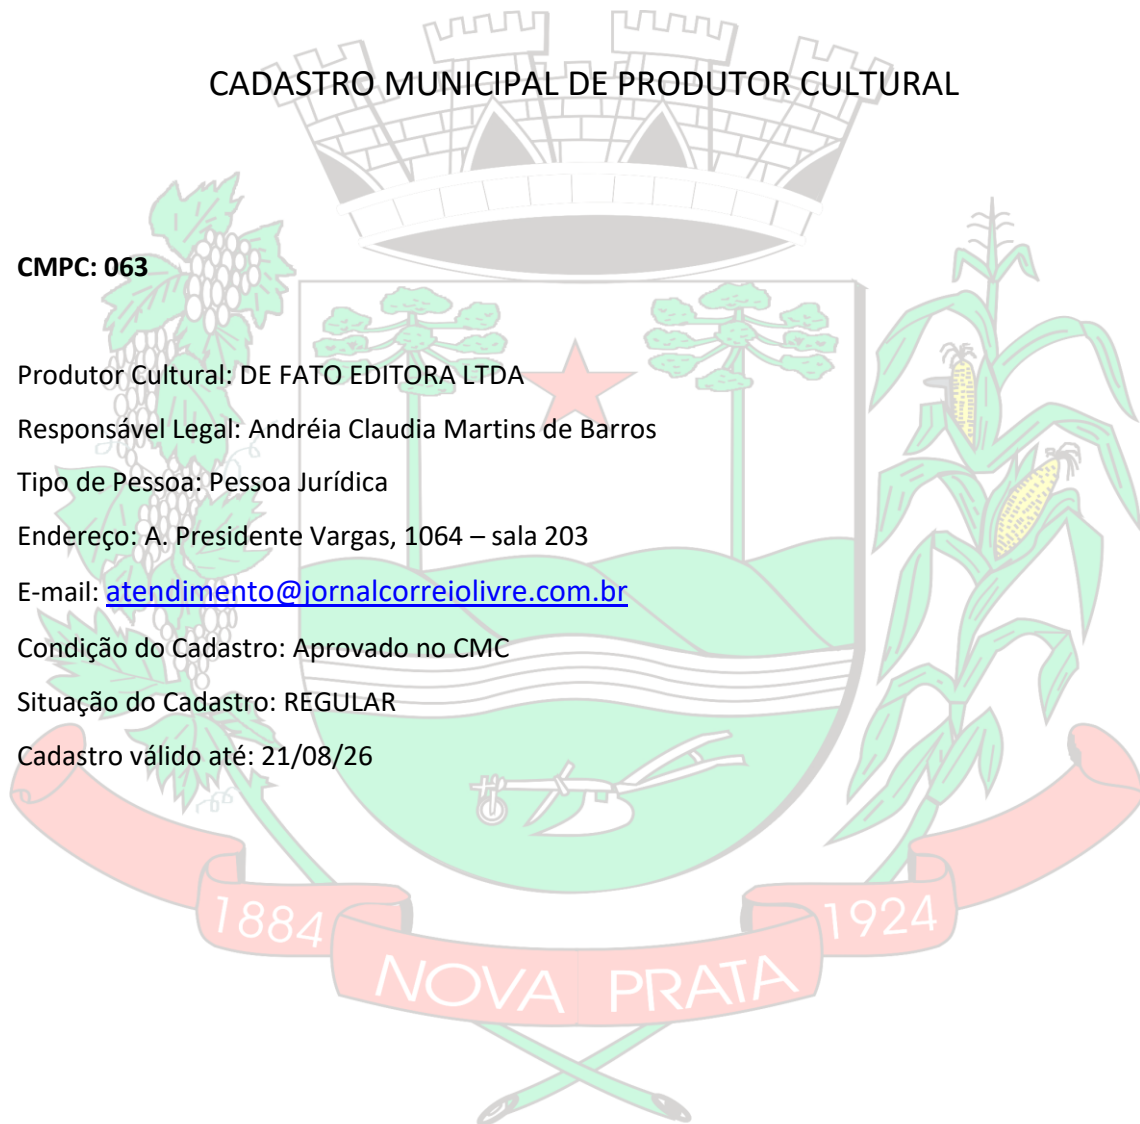 CADASTRO MUNICIPAL DE PRODUTOR CULTURAL
CMPC: 063
Produtor Cultural: DE FATO EDITORA LTDA
Responsável Legal: Andréia Claudia Martins de Barros
Tipo de Pessoa: Pessoa Jurídica
Endereço: A. Presidente Vargas, 1064 – sala 203
E-mail: atendimento@jornalcorreiolivre.com.br
Condição do Cadastro: Aprovado no CMC
Situação do Cadastro: REGULAR
Cadastro válido até: 21/08/26
1884
NOVA PRATA
1924